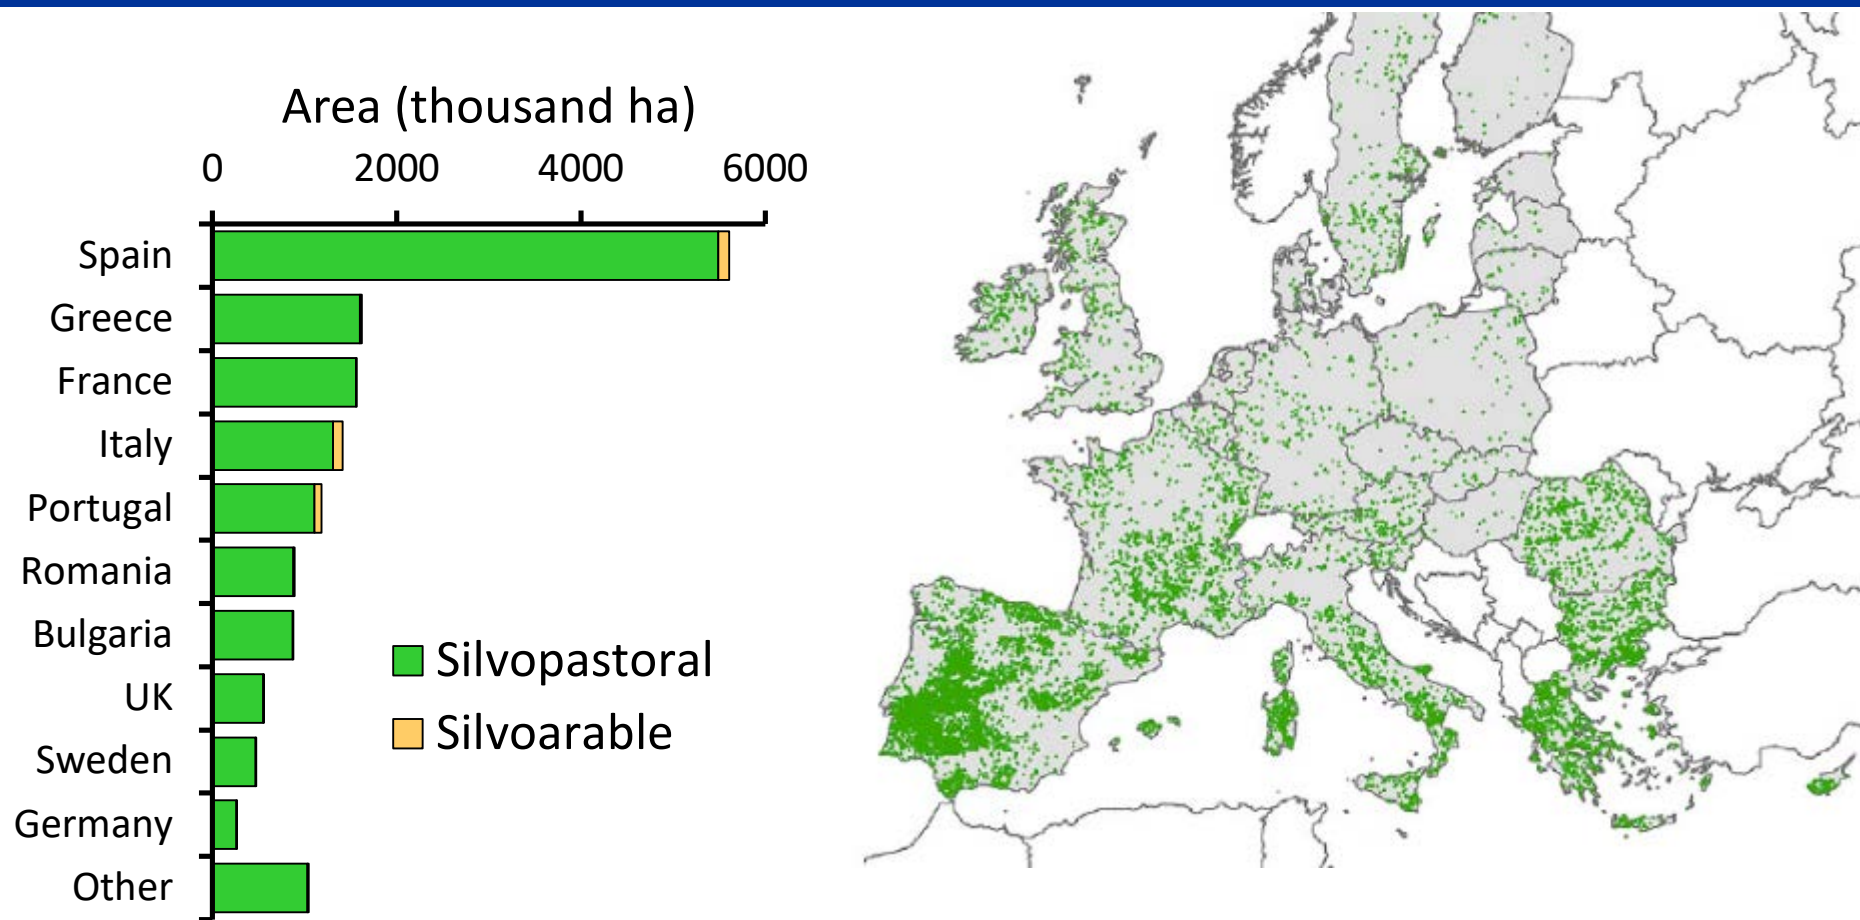 Area (thousand ha)
0 2000 4000 6000
Spain
Greece
France
Italy
Portugal
Romania
Bulgaria
UK
Sweden
Germany
Other
Silvopastoral
Silvoarable